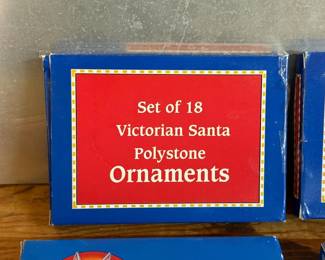 Set of 18
Victorian Santa
Polystone
Ornaments